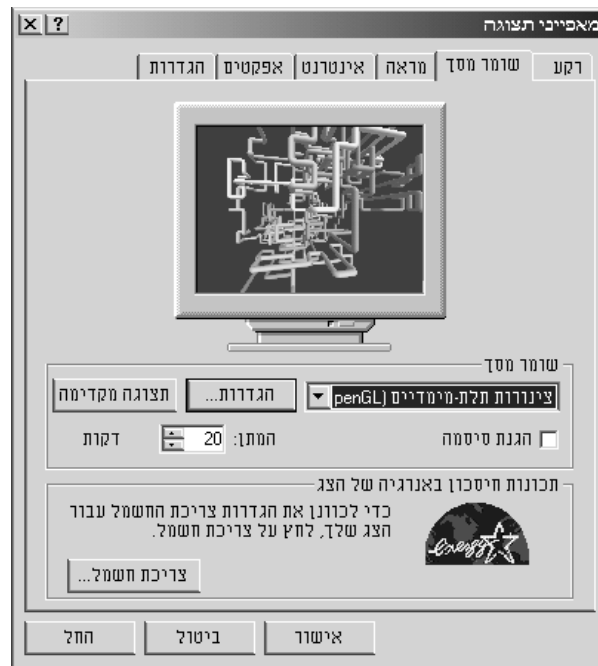 מאפייני תצוגה
רקע שומר מסך מראה אינטרנט אפקטים הגדרות
שומר מסך
צינורות תלת-מימדיים (penGL הגדרות... תצוגה מקדימה
הגנת סיסמה המתן: 20 דקות
תכונות חיסכון באנרגיה של הצג
כדי לכוונן את הגדרות צריכת החשמל עבור
הצג שלך, לחץ על צריכת חשמל.
energy
צריכת חשמל...
אישור ביטול החל